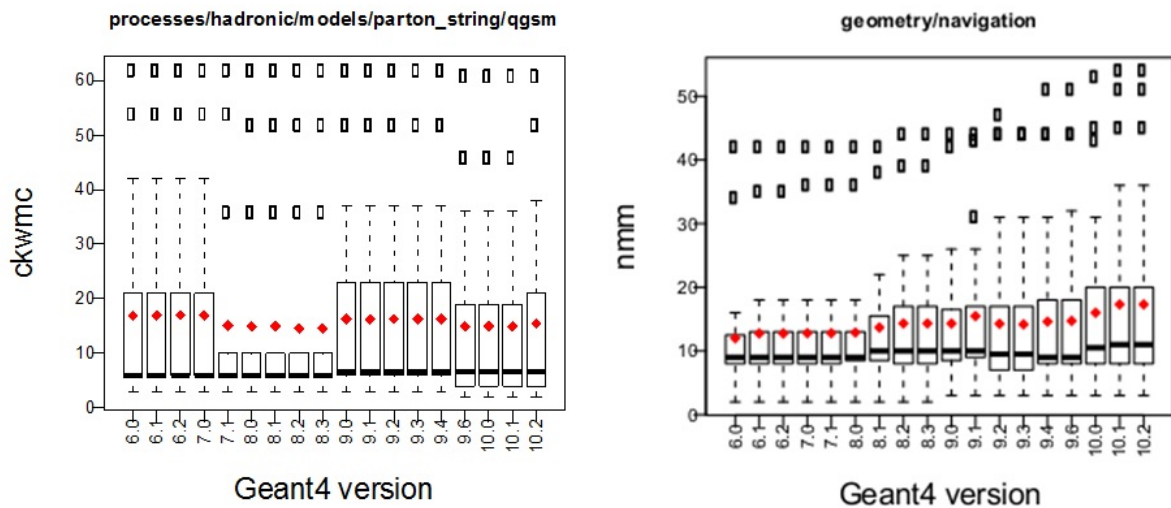 processes/hadronic/models/parton_string/qgsm
ckwmc
60
50
40
30
20
10
0
6.0 6.1 6.2 7.0 7.1 8.0 8.1 8.2 8.3 9.0 9.1 9.2 9.3 9.4 9.6 10.0 10.1 10.2
Geant4 version
geometry/navigation
nmm
50
40
30
20
10
0
6.0 6.1 6.2 7.0 7.1 8.0 8.1 8.2 8.3 9.0 9.1 9.2 9.3 9.4 9.6 10.0 10.1 10.2
Geant4 version